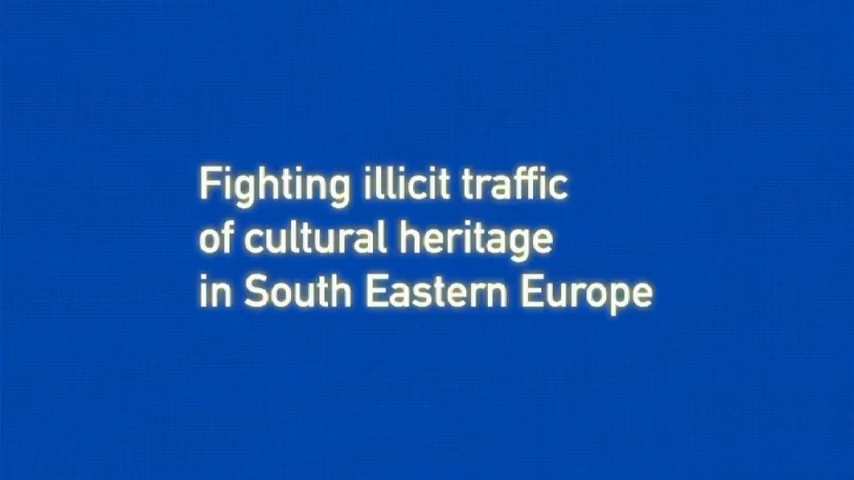 Fighting illicit traffic
of cultural heritage
in South Eastern Europe